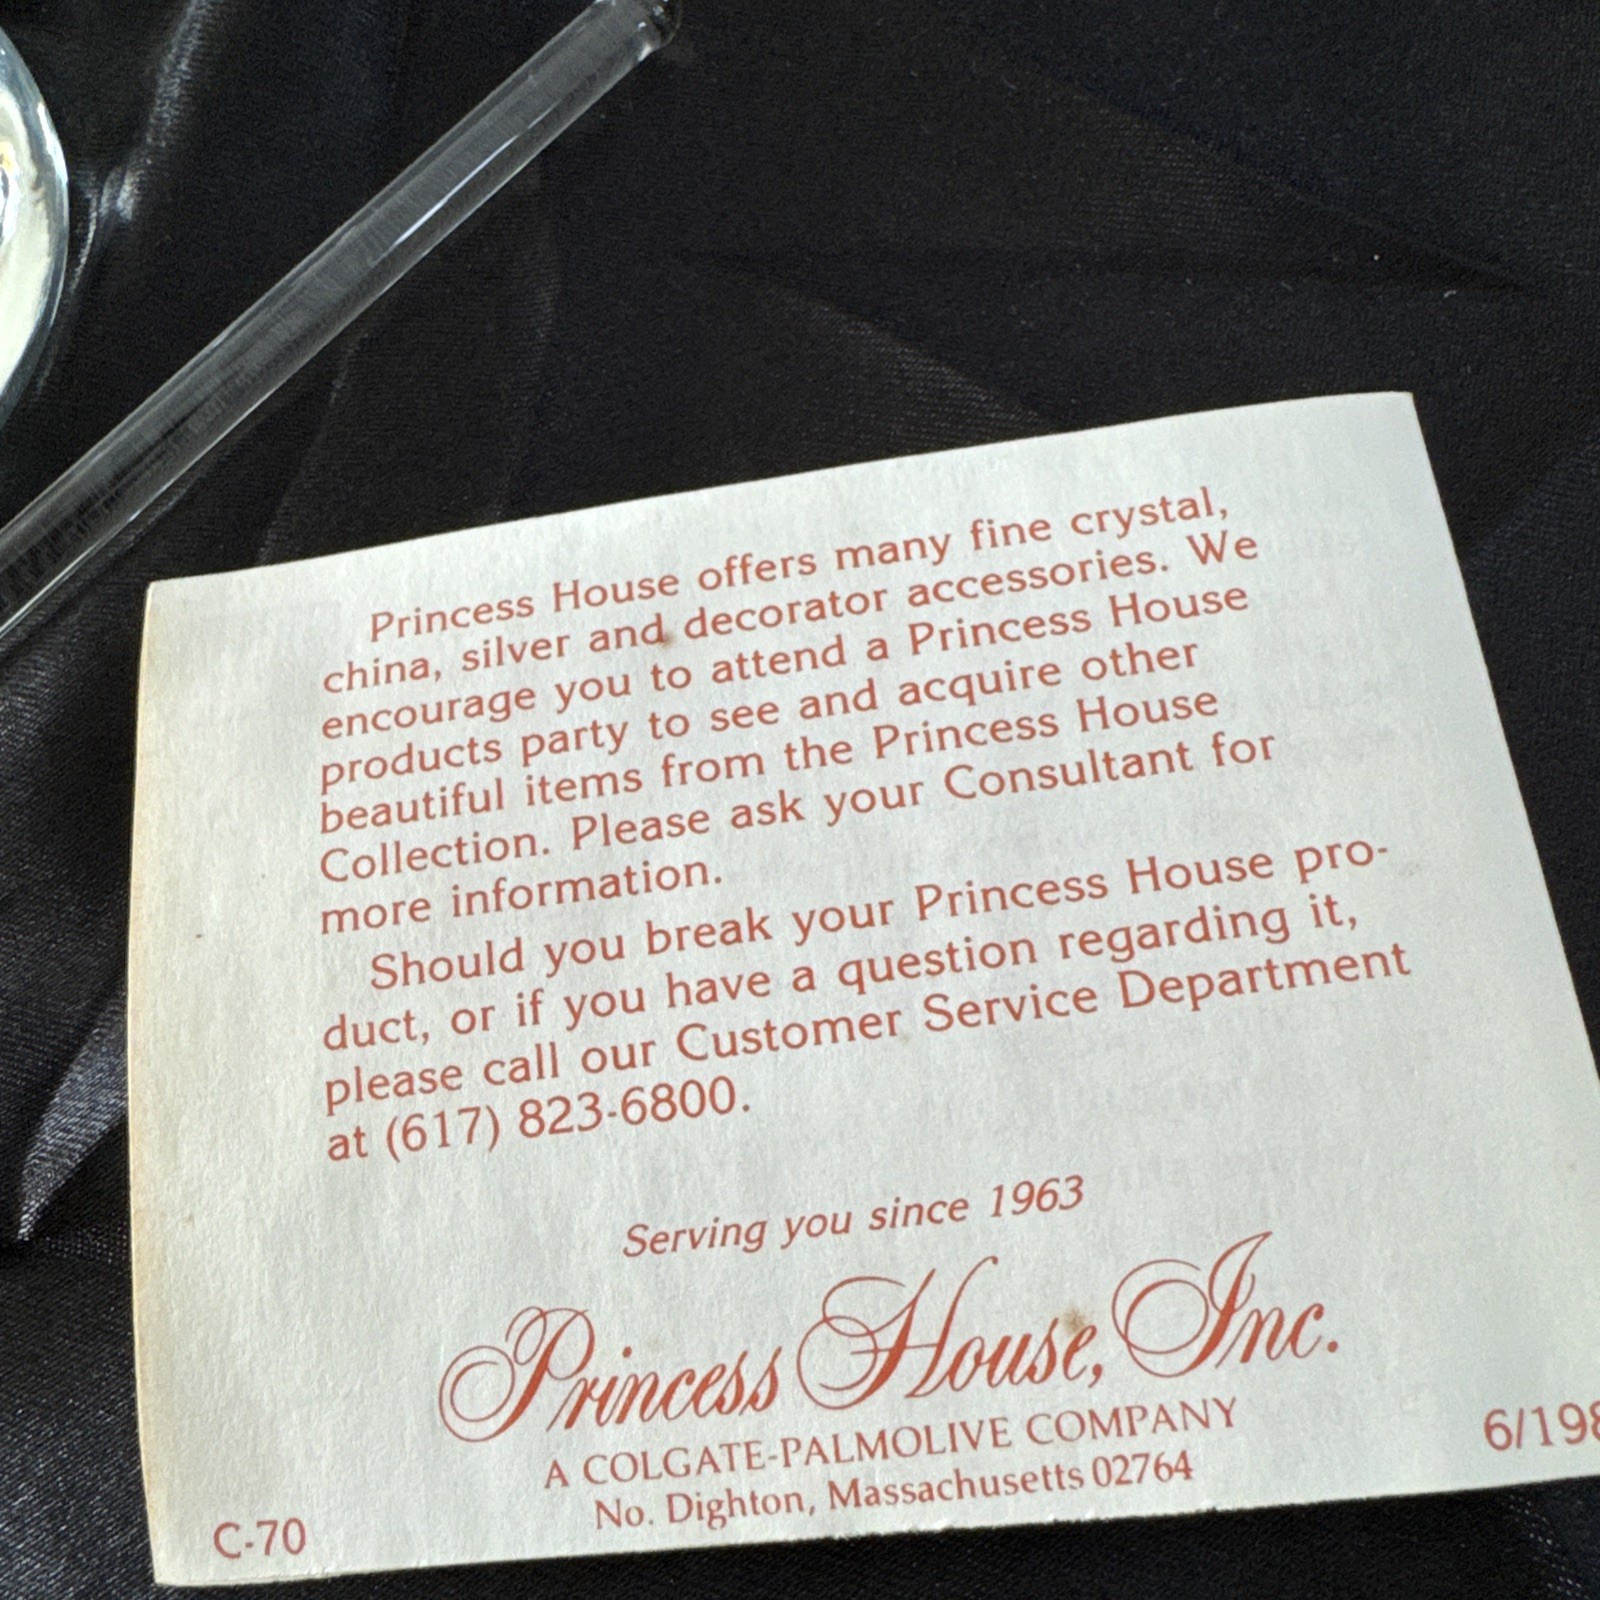 Princess House offers many fine crystal,
china, silver and decorator accessories. We
encourage you to attend a Princess House
products party to see and acquire other
beautiful items from the Princess House
Collection. Please ask your Consultant for
more information.
Should you break your Princess House pro-
duct, or if you have a question regarding it,
please call our Customer Service Department
at (617) 823-6800.
Serving you since 1963
Princess House, Inc.
A COLGATE-PALMOLIVE COMPANY
No. Dighton, Massachusetts 02764
C-70